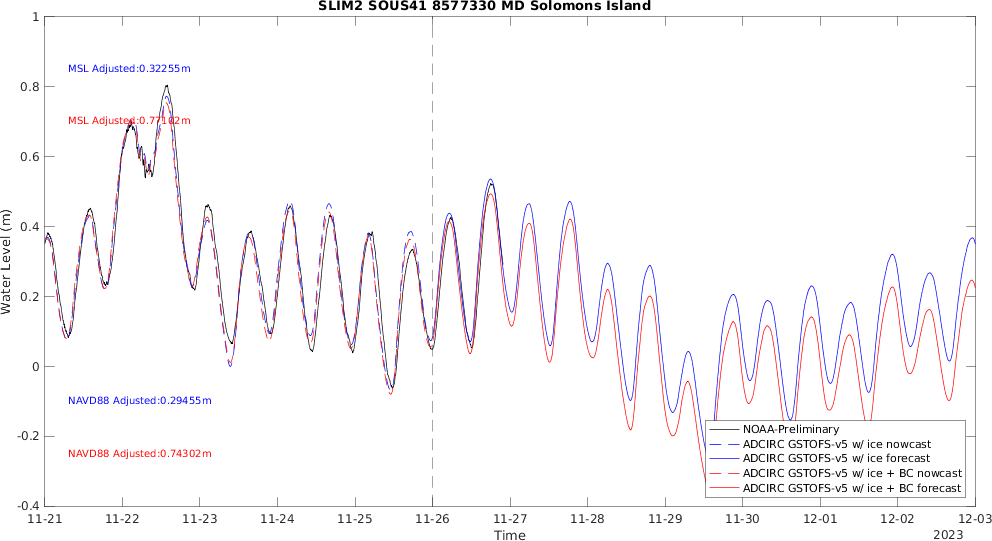 SLIM2 SOUS41 8577330 MD Solomons Island
1
0.8
0.6
0.4
0.2
0
-0.2
-0.4
Water Level (m)
MSL Adjusted:0.32255m
MSL Adjusted:0.77102m
NAVD88 Adjusted:0.29455m
NAVD88 Adjusted:0.74302m
NOAA-Preliminary
ADCIRC GSTOFS-v5 w/ ice nowcast
ADCIRC GSTOFS-v5 w/ ice forecast
ADCIRC GSTOFS-v5 w/ ice + BC nowcast
ADCIRC GSTOFS-v5 w/ ice + BC forecast
11-21 11-22 11-23 11-24 11-25 11-26 11-27 11-28 11-29 11-30 12-01 12-02 12-03
Time
2023